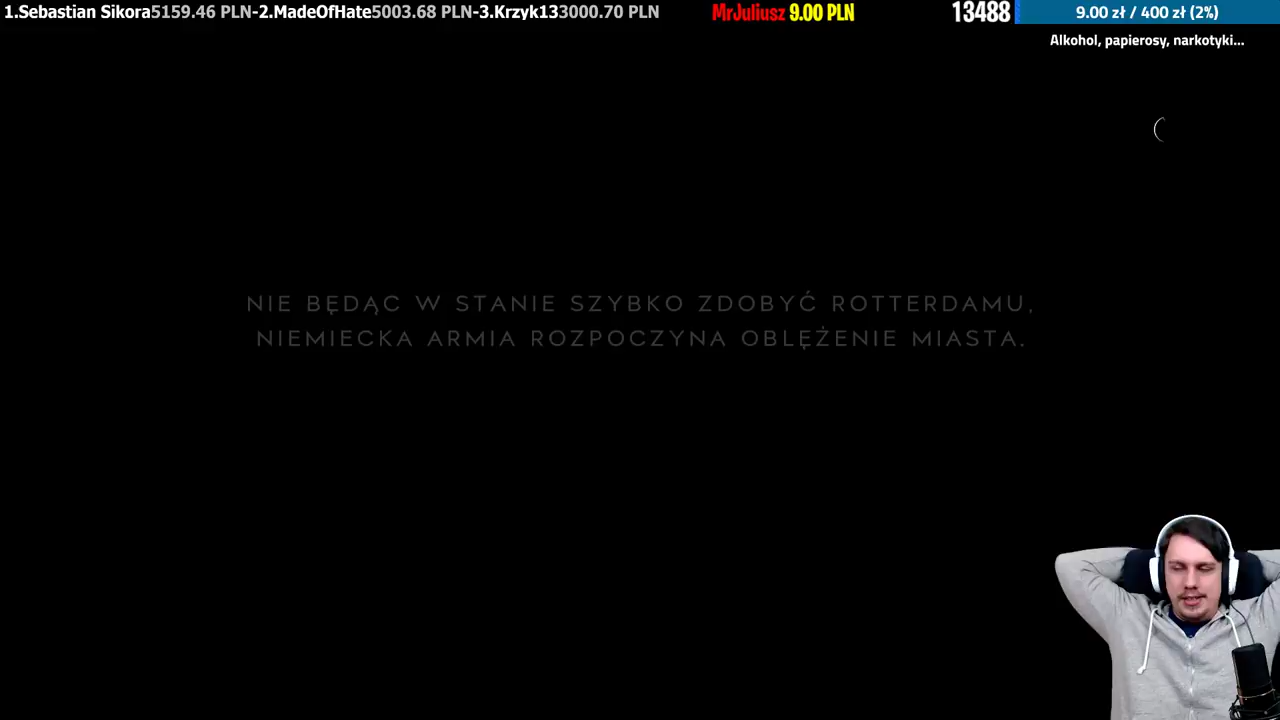 1.Sebastian Sikora5159.46 PLN-2.MadeOfHate5003.68 PLN-3.Krzyk133000.70 PLN
MrJuliusz 9.00 PLN
13488
9.00 zł / 400 zł (2%)
Alkohol, papierosy, narkotyki...
NIE BĘDĄC W STANIE SZYBKO ZDOBYĆ ROTTERDAMU,
NIEMIECKA ARMIA ROZPOCZYNA OBLĘŻENIE MIASTA.